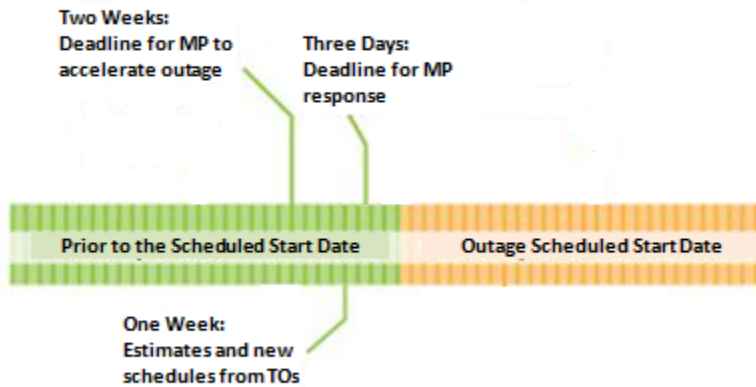 Two Weeks:
Deadline for MP to
accelerate outage
Three Days:
Deadline for MP
response
Prior to the Scheduled Start Date
Outage Scheduled Start Date
One Week:
Estimates and new
schedules from TOs